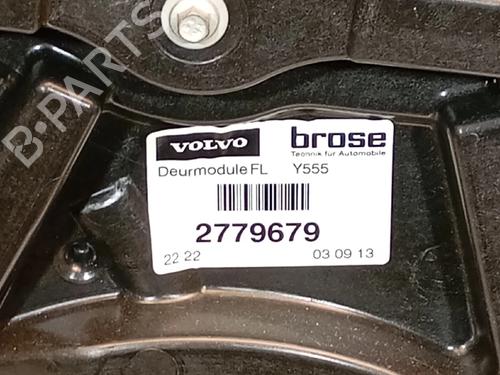 B-PARTS
VOLVO brose
Technik für Automobile
Deurmodule FL Y555
2779679
22 22 03 09 13